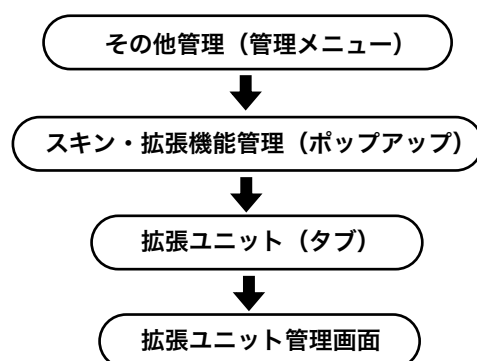 その他管理（管理メニュー）
スキン・拡張機能管理（ポップアップ）
拡張ユニット（タブ）
拡張ユニット管理画面